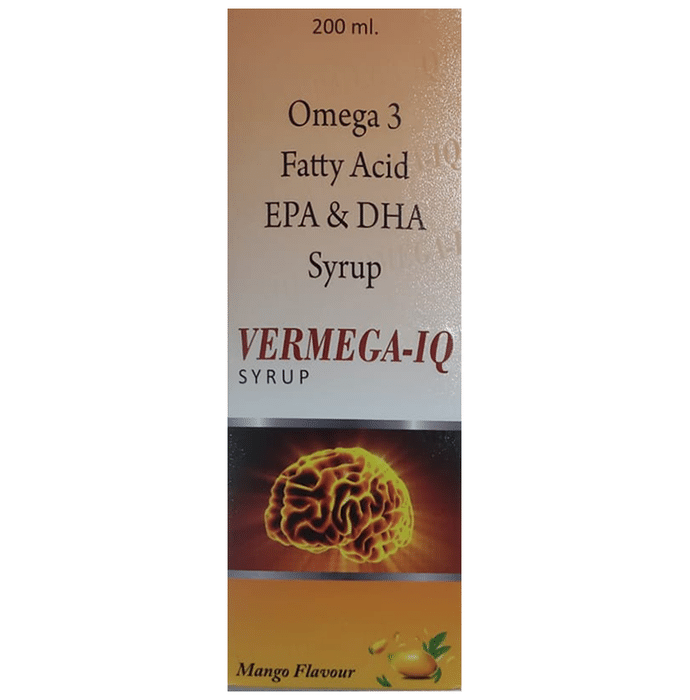 200 ml.
Omega 3
Fatty Acid
EPA & DHA
Syrup
VERMEGA-IQ
SYRUP
Mango Flavour